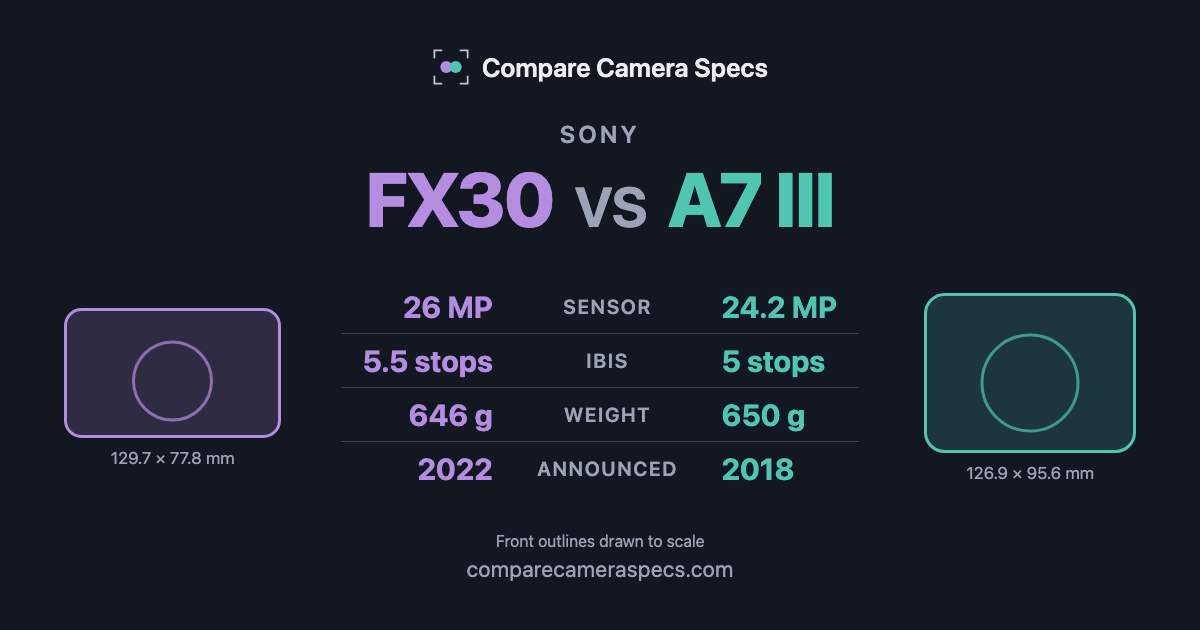 Compare Camera Specs
SONY
FX30 VS A7 III
26 MP SENSOR 24.2 MP
5.5 stops IBIS 5 stops
646 g WEIGHT 650 g
2022 ANNOUNCED 2018
129.7 × 77.8 mm
126.9 × 95.6 mm
Front outlines drawn to scale
comparecameraspecs.com